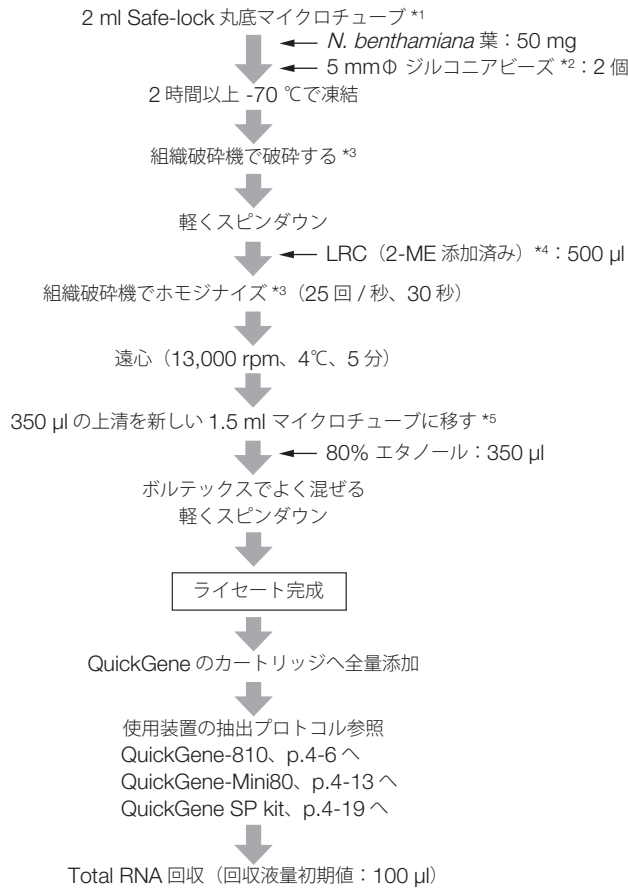 2 ml Safe-lock 丸底マイクロチューブ *1
N. benthamiana 葉：50 mg
5 mmΦ ジルコニアビーズ *2：2 個
2 時間以上 -70 ℃で凍結
組織破砕機で破砕する *3
軽くスピンダウン
LRC（2-ME 添加済み）*4：500 μl
組織破砕機でホモジナイズ *3（25 回 / 秒、30 秒）
遠心（13,000 rpm、4℃、5 分）
350 μl の上清を新しい 1.5 ml マイクロチューブに移す *5
80% エタノール：350 μl
ボルテックスでよく混ぜる
軽くスピンダウン
ライセート完成
QuickGene のカートリッジへ全量添加
使用装置の抽出プロトコル参照
QuickGene-810、p.4-6 へ
QuickGene-Mini80、p.4-13 へ
QuickGene SP kit、p.4-19 へ
Total RNA 回収（回収液量初期値：100 μl）